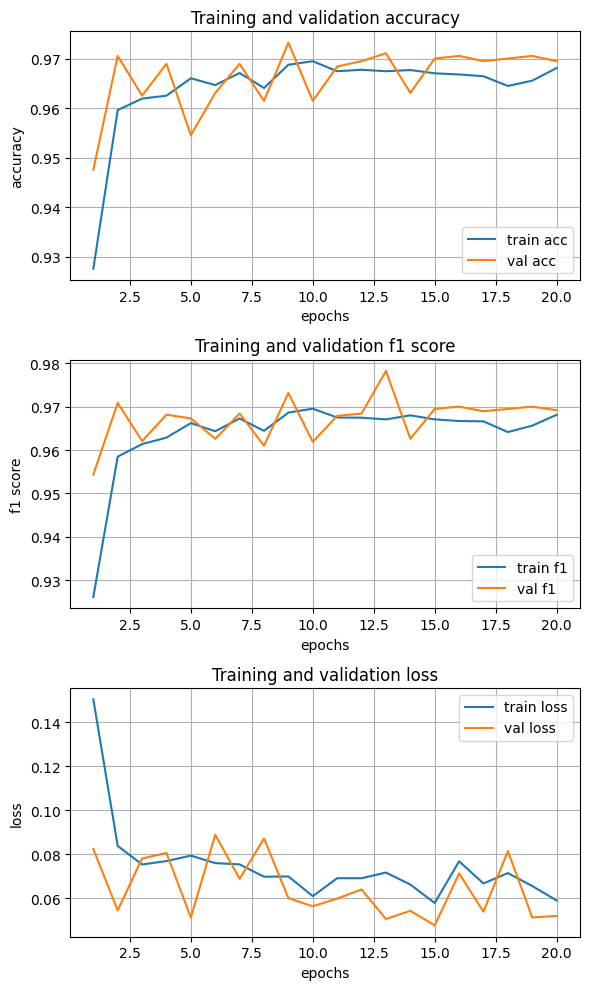 Training and validation accuracy
0.97
0.96
0.95
0.94
0.93
accuracy
train acc
val acc
2.5 5.0 7.5 10.0 12.5 15.0 17.5 20.0
epochs
Training and validation f1 score
0.98
0.97
0.96
0.95
0.94
0.93
f1 score
train f1
val f1
2.5 5.0 7.5 10.0 12.5 15.0 17.5 20.0
epochs
Training and validation loss
train loss
val loss
0.14
0.12
0.10
0.08
0.06
loss
2.5 5.0 7.5 10.0 12.5 15.0 17.5 20.0
epochs